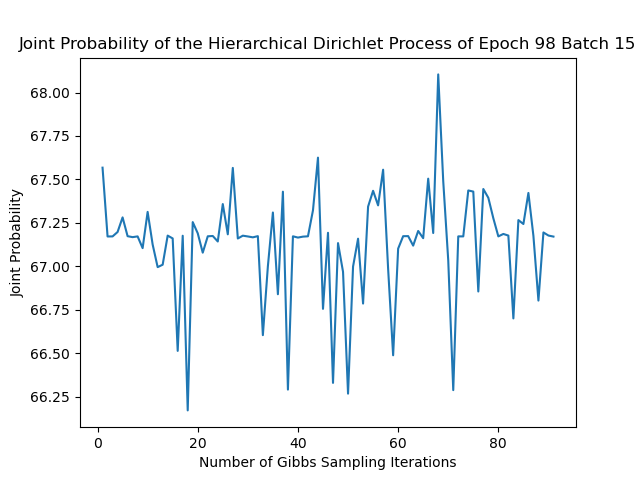 Joint Probability of the Hierarchical Dirichlet Process of Epoch 98 Batch 15
68.00
67.75
67.50
67.25
67.00
66.75
66.50
66.25
Joint Probability
0 20 40 60 80
Number of Gibbs Sampling Iterations